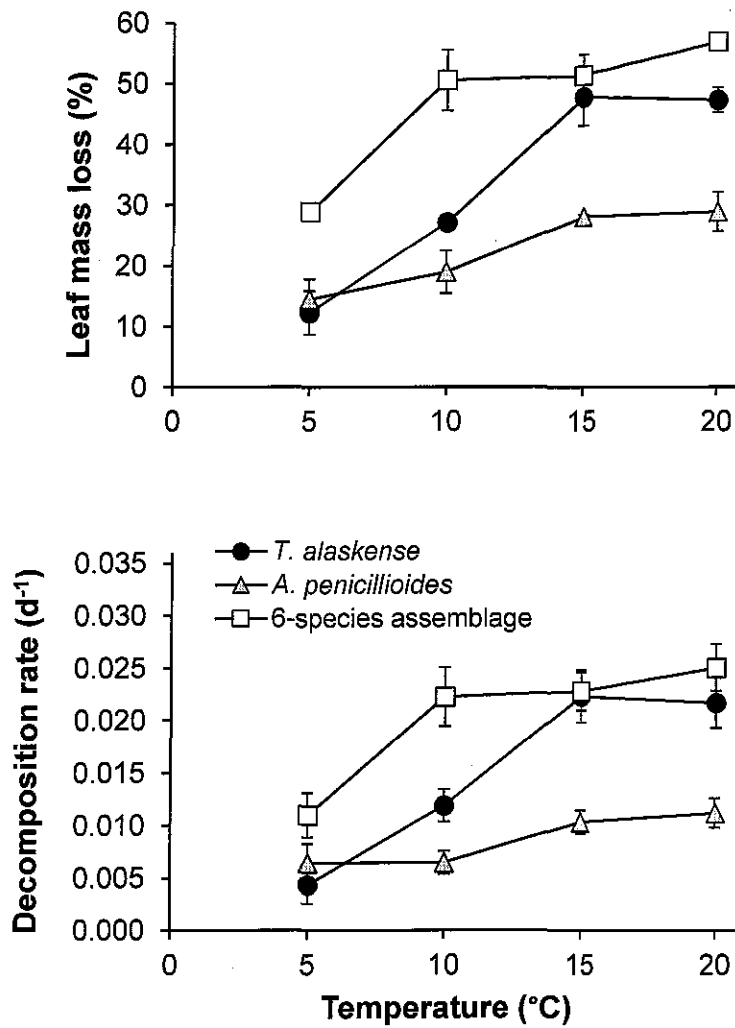 60
50
40
30
20
10
0
Leaf mass loss (%)
0 5 10 15 20
T. alaskense
A. penicillioides
6-species assemblage
0.035
0.030
0.025
0.020
0.015
0.010
0.005
0.000
Decomposition rate (d⁻¹)
0 5 10 15 20
Temperature (°C)